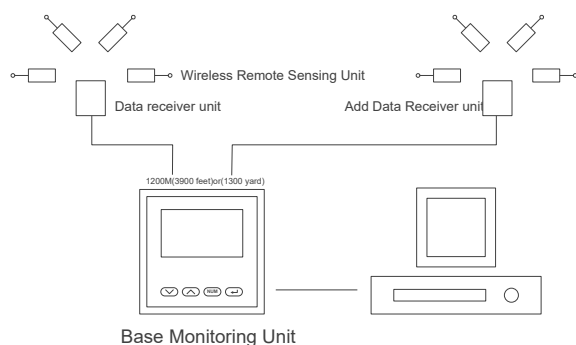 Wireless Remote Sensing Unit
Data receiver unit
Add Data Receiver unit
1200M(3900 feet)or(1300 yard)
NUM
Base Monitoring Unit